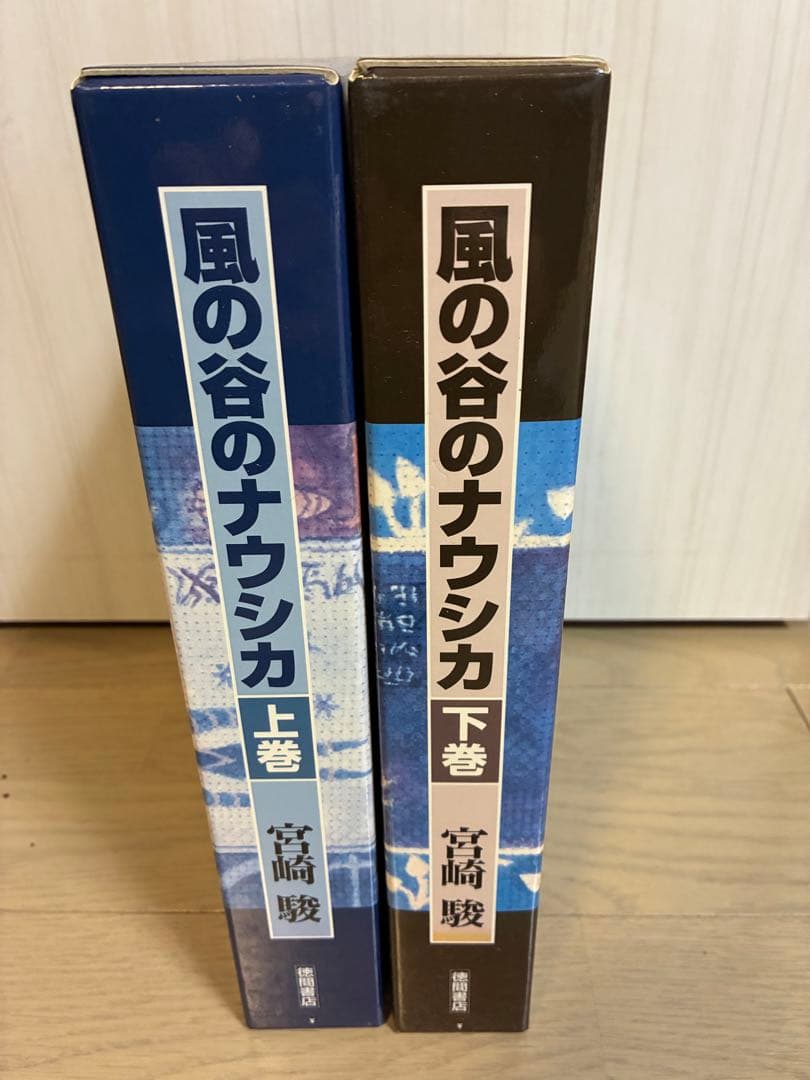 風の谷のナウシカ
上巻
宮崎 駿
徳間書店
風の谷のナウシカ
下巻
宮崎 駿
徳間書店